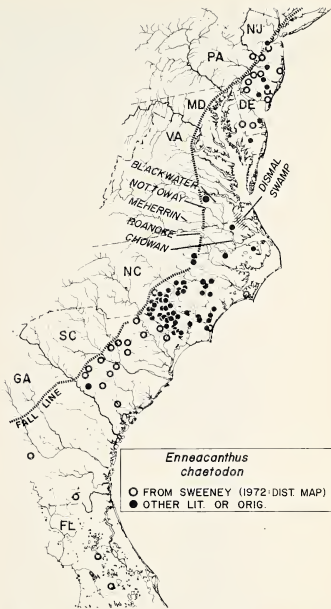 NJ
PA
MD
DE
VA
BLACKWATER
NOTTOWAY
MEHERRIN
ROANOKE
CHOWAN
DISMAL
SWAMP
NC
SC
GA
FALL LINE
FL
Enneacanthus
chaetodon
FROM SWEENEY (1972:DIST. MAP)
OTHER LIT. OR ORIG.